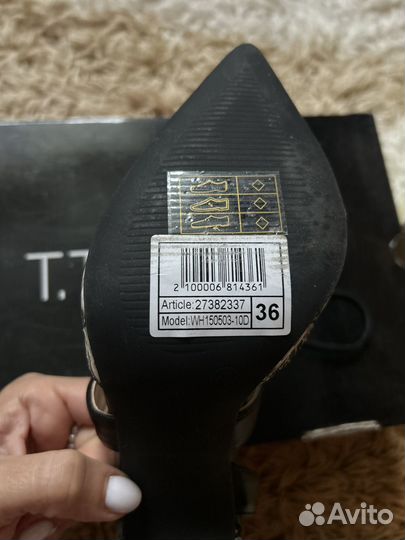 T.T
2 100006 814361
Article: 27382337
Model: WH150503-10D
36
Avito